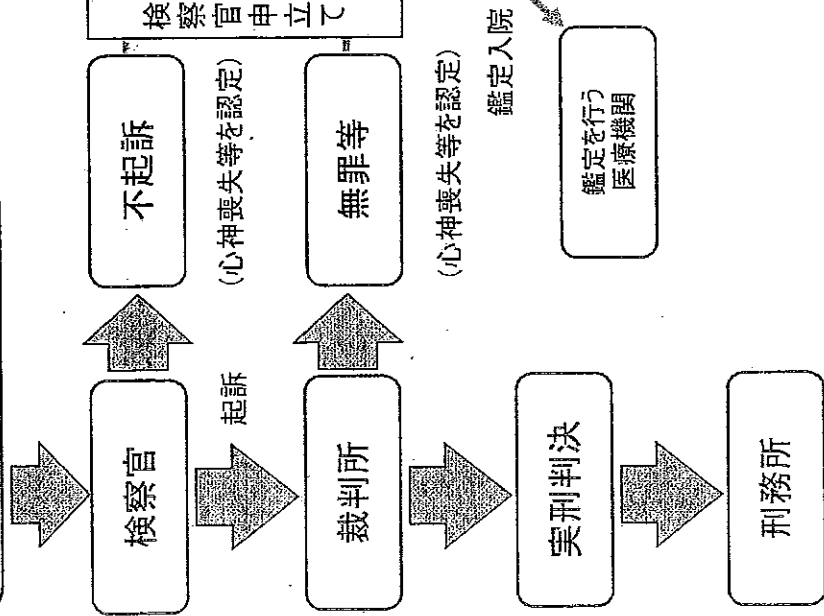 検察官申立て
不起訴
(心神喪失等を認定)
無罪等
(心神喪失等を認定)
鑑定入院
鑑定を行う
医療機関
検察官
起訴
裁判所
実刑判決
刑務所